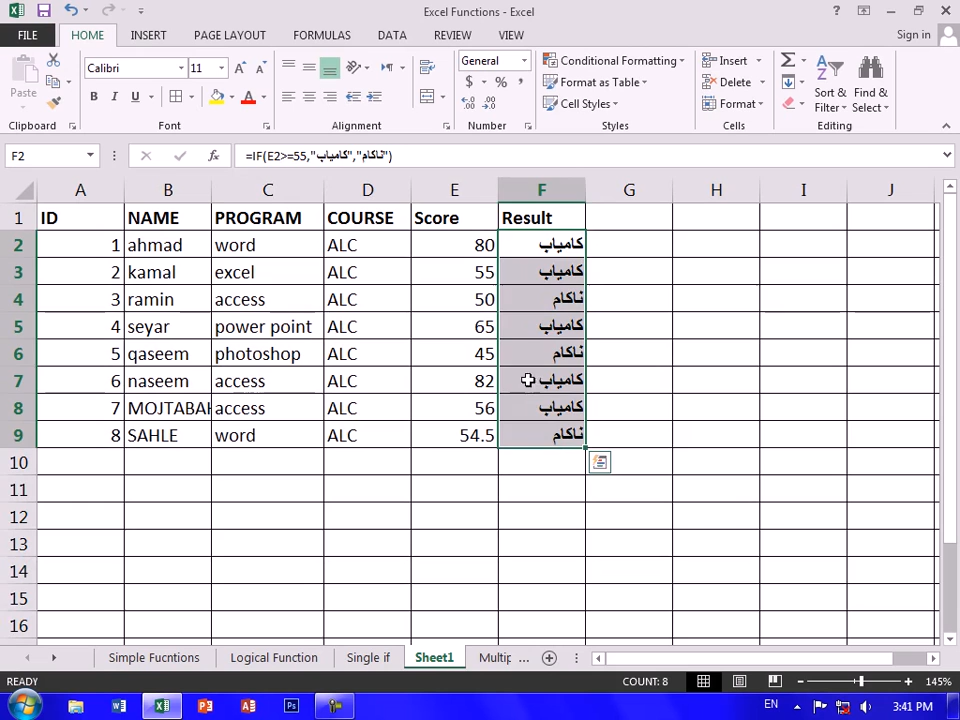 Excel Functions - Excel
?
FILE HOME INSERT PAGE LAYOUT FORMULAS DATA REVIEW VIEW Sign in
Paste
Calibri 11 A A
B I U A
General
$ % ,
Conditional Formatting
Format as Table
Cell Styles
Insert
Delete
Format
Sort & Filter
Find & Select
Clipboard Font Alignment Number Styles Cells Editing
F2 fx =IF(E2>=55,"کامیاب","ناکام")
A B C D E F G H I J
1 ID NAME PROGRAM COURSE Score Result
2 1 ahmad word ALC 80 کامیاب
3 2 kamal excel ALC 55 کامیاب
4 3 ramin access ALC 50 ناکام
5 4 seyar power point ALC 65 کامیاب
6 5 qaseem photoshop ALC 45 ناکام
7 6 naseem access ALC 82 کامیاب
8 7 MOJTABAH access ALC 56 کامیاب
9 8 SAHLE word ALC 54.5 ناکام
10
11
12
13
14
15
16
Simple Fucntions Logical Function Single if Sheet1 Multip ...
READY COUNT: 8 145%
EN 3:41 PM